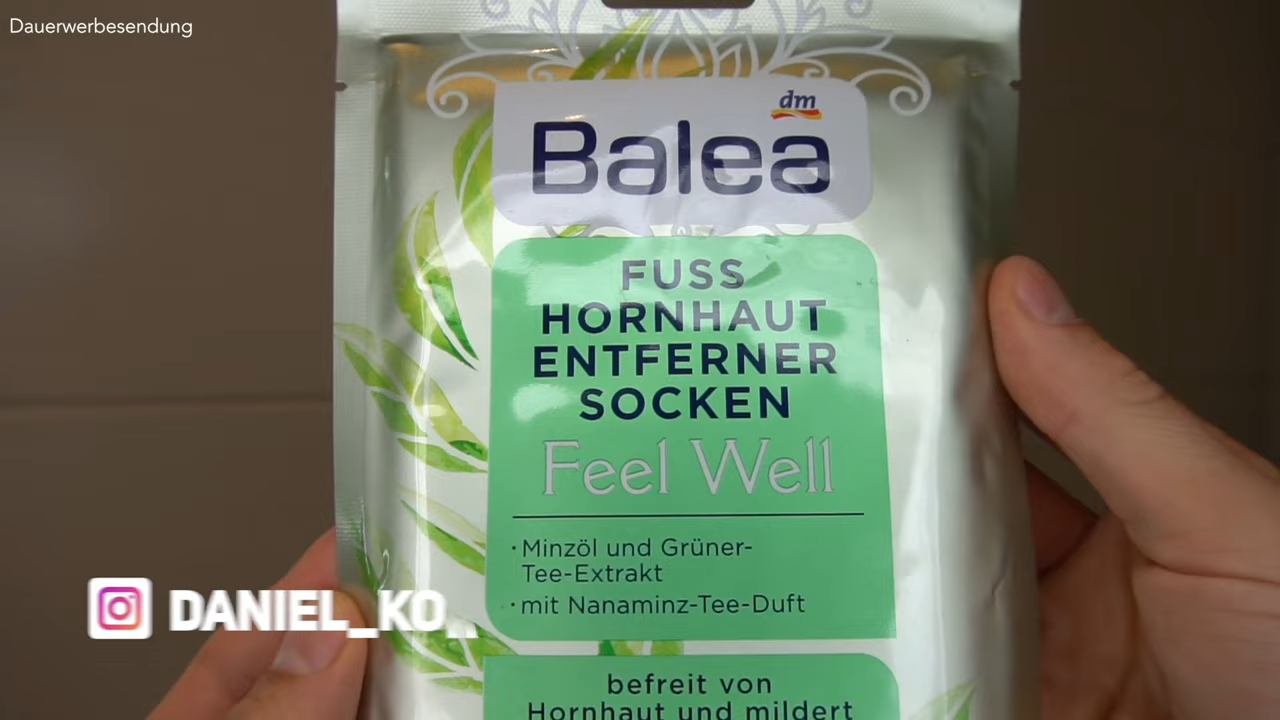 Dauerwerbesendung
dm
Balea
FUSS
HORNHAUT
ENTFERNER
SOCKEN
Feel Well
· Minzöl und Grüner-
Tee-Extrakt
· mit Nanaminz-Tee-Duft
DANIEL_KO_
befreit von
Hornhaut und mildert